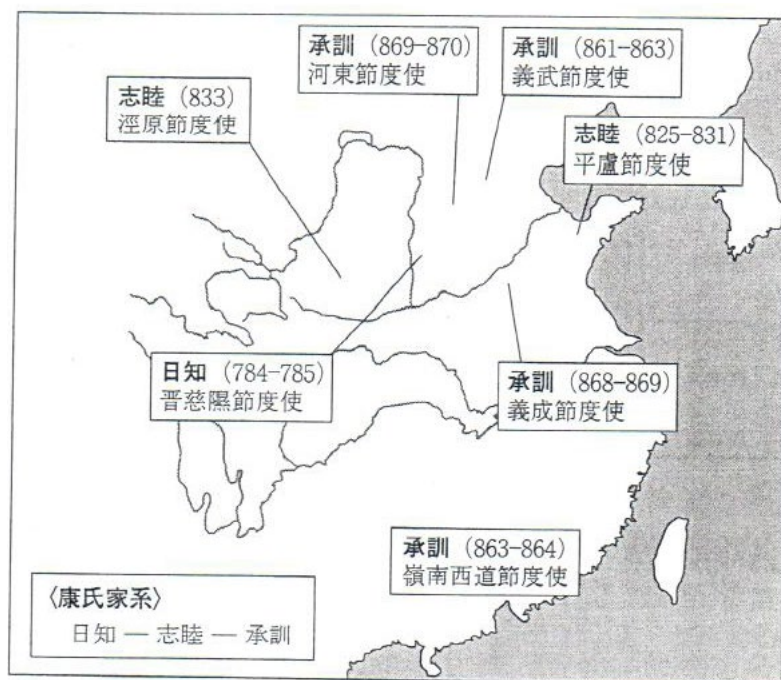 承訓 (869-870)
河東節度使
承訓 (861-863)
義武節度使
志睦 (833)
涇原節度使
志睦 (825-831)
平盧節度使
日知 (784-785)
晋慈隰節度使
承訓 (868-869)
義成節度使
承訓 (863-864)
嶺南西道節度使
〈康氏家系〉
日知 — 志睦 — 承訓